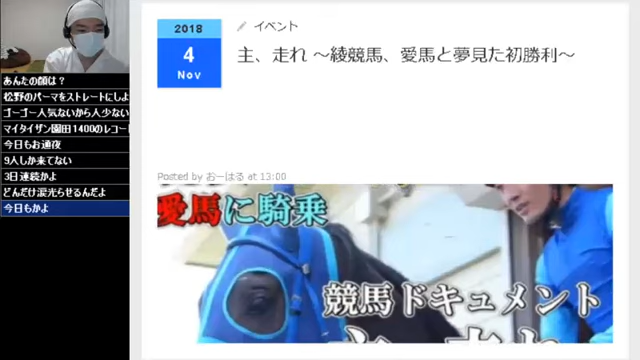 あんたの顔は？
松野のパーマをストレートにしよ
ゴーゴー人気ないから人少ない
マイタイザン園田1400のレコー
今日もお通夜
9人しか来てない
3日連続かよ
どんだけ涙光らせるんだよ
今日もかよ
2018
4
Nov
イベント
主、走れ ～綾競馬、愛馬と夢見た初勝利～
Posted by おーはる at 13:00
愛馬に騎乗
競馬ドキュメント